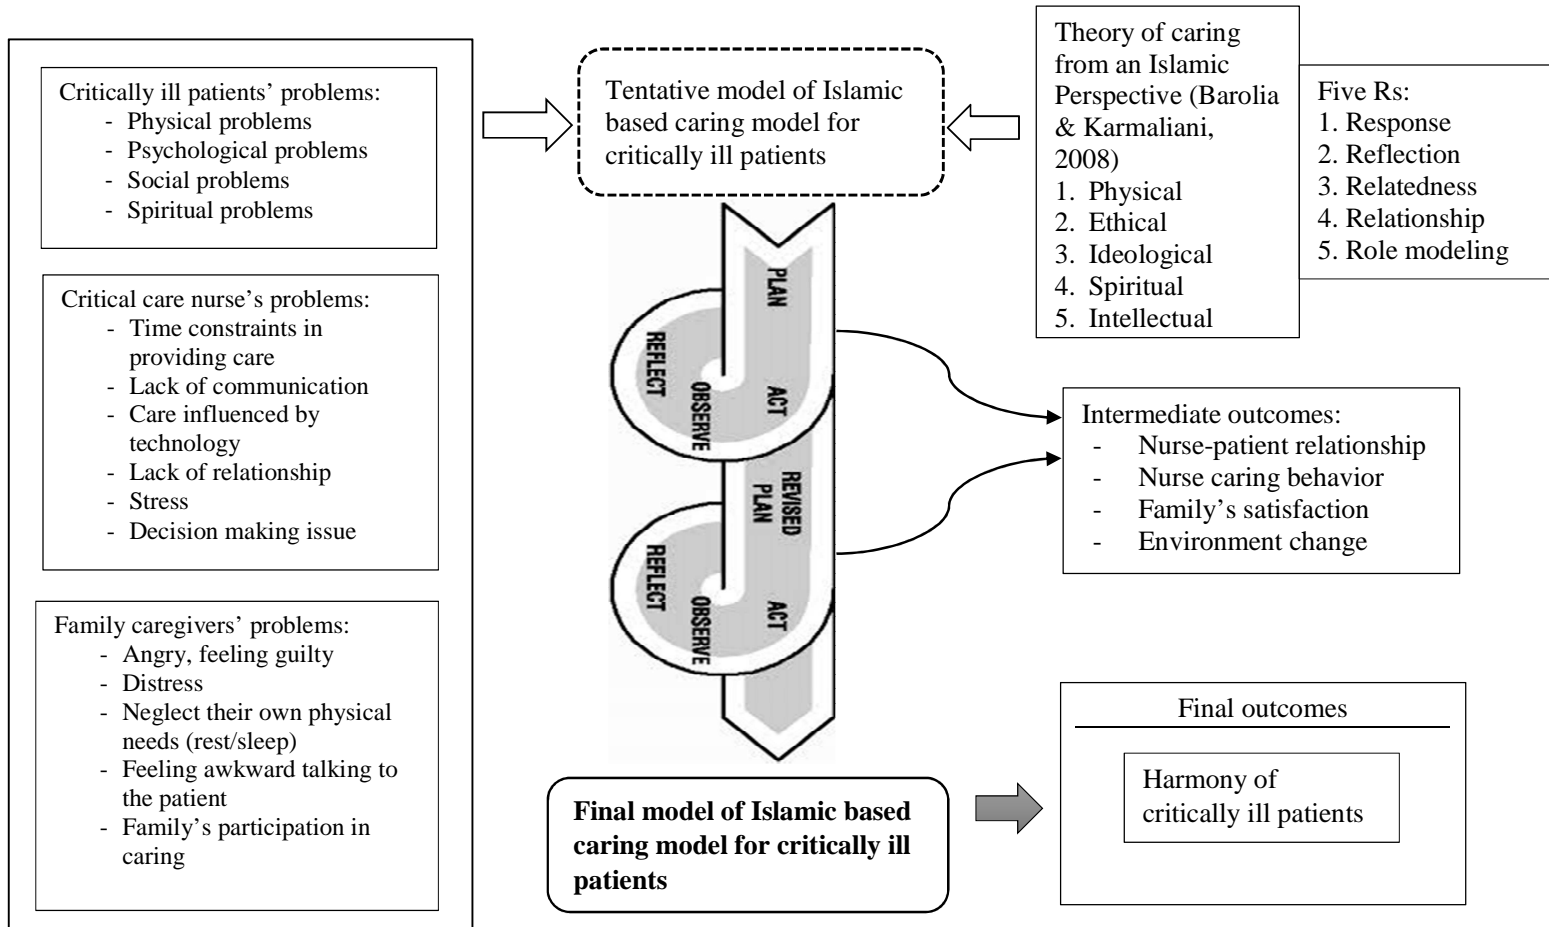 Critically ill patients’ problems:
- Physical problems
- Psychological problems
- Social problems
- Spiritual problems
Critical care nurse’s problems:
- Time constraints in
providing care
- Lack of communication
- Care influenced by
technology
- Lack of relationship
- Stress
- Decision making issue
Family caregivers’ problems:
- Angry, feeling guilty
- Distress
- Neglect their own physical
needs (rest/sleep)
- Feeling awkward talking to
the patient
- Family’s participation in
caring
Tentative model of Islamic
based caring model for
critically ill patients
PLAN
ACT
OBSERVE
REFLECT
REVISED
PLAN
ACT
OBSERVE
REFLECT
Final model of Islamic based
caring model for critically ill
patients
Theory of caring
from an Islamic
Perspective (Barolia
& Karmaliani,
2008)
1. Physical
2. Ethical
3. Ideological
4. Spiritual
5. Intellectual
Five Rs:
1. Response
2. Reflection
3. Relatedness
4. Relationship
5. Role modeling
Intermediate outcomes:
- Nurse-patient relationship
- Nurse caring behavior
- Family’s satisfaction
- Environment change
Final outcomes
Harmony of
critically ill patients